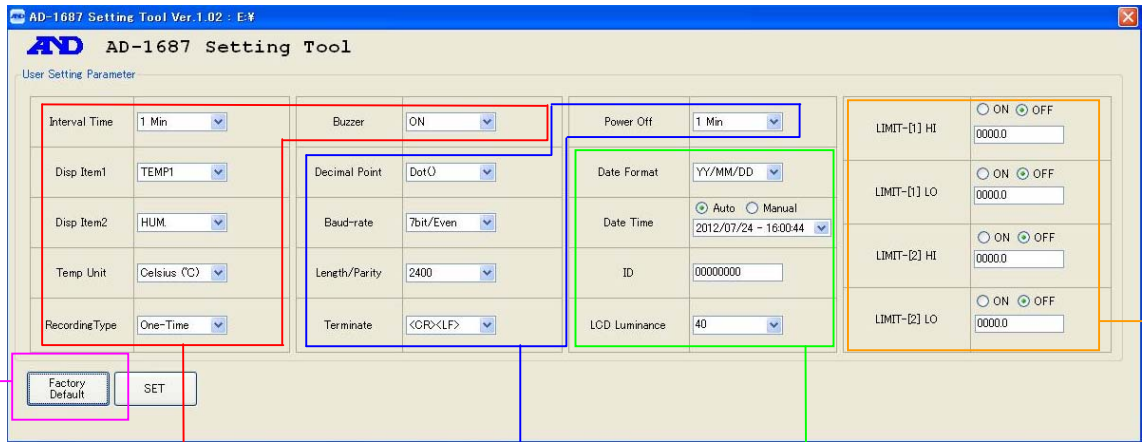 AD-1687 Setting Tool Ver.1.02 : E:¥
AND AD-1687 Setting Tool
User Setting Parameter
Interval Time 1 Min
Disp Item1 TEMP1
Disp Item2 HUM.
Temp Unit Celsius (℃)
RecordingType One-Time
Buzzer ON
Decimal Point Dot(.)
Baud-rate 7bit/Even
Length/Parity 2400
Terminate <CR><LF>
Power Off 1 Min
Date Format YY/MM/DD
Date Time Auto Manual
2012/07/24 - 16:00:44
ID 00000000
LCD Luminance 40
LIMIT-[1] HI ON OFF
0000.0
LIMIT-[1] LO ON OFF
0000.0
LIMIT-[2] HI ON OFF
0000.0
LIMIT-[2] LO ON OFF
0000.0
Factory
Default
SET